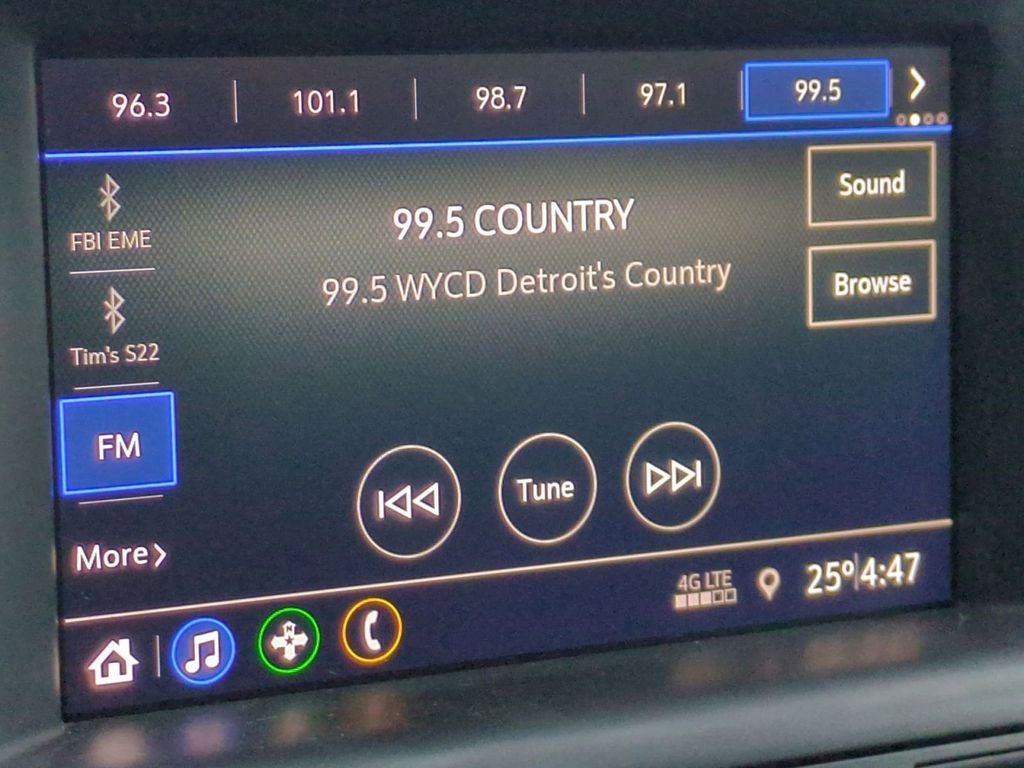 96.3 101.1 98.7 97.1 99.5
Sound
FBI EME
99.5 COUNTRY
99.5 WYCD Detroit's Country
Browse
Tim's S22
FM
Tune
More
4G LTE
25° 4:47
N